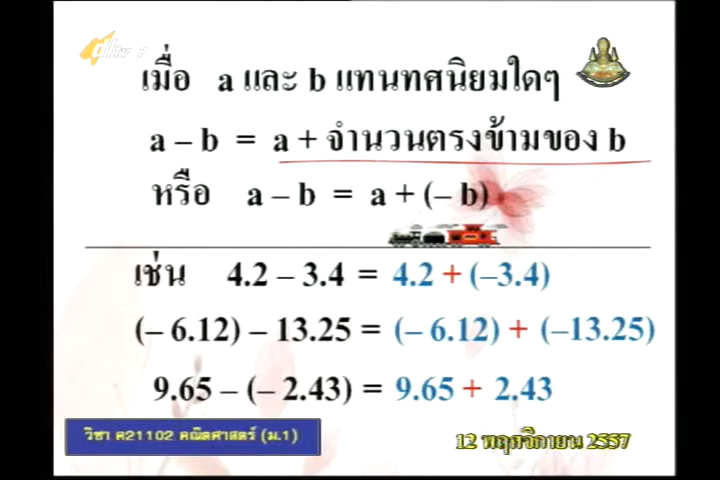 dltv 7
เมื่อ a และ b แทนทศนิยมใดๆ
a – b = a + จำนวนตรงข้ามของ b
หรือ a – b = a + (– b)
เช่น 4.2 – 3.4 = 4.2 + (–3.4)
(– 6.12) – 13.25 = (– 6.12) + (–13.25)
9.65 – (– 2.43) = 9.65 + 2.43
วิชา ค21102 คณิตศาสตร์ (ม.1)
12 พฤศจิกายน 2557